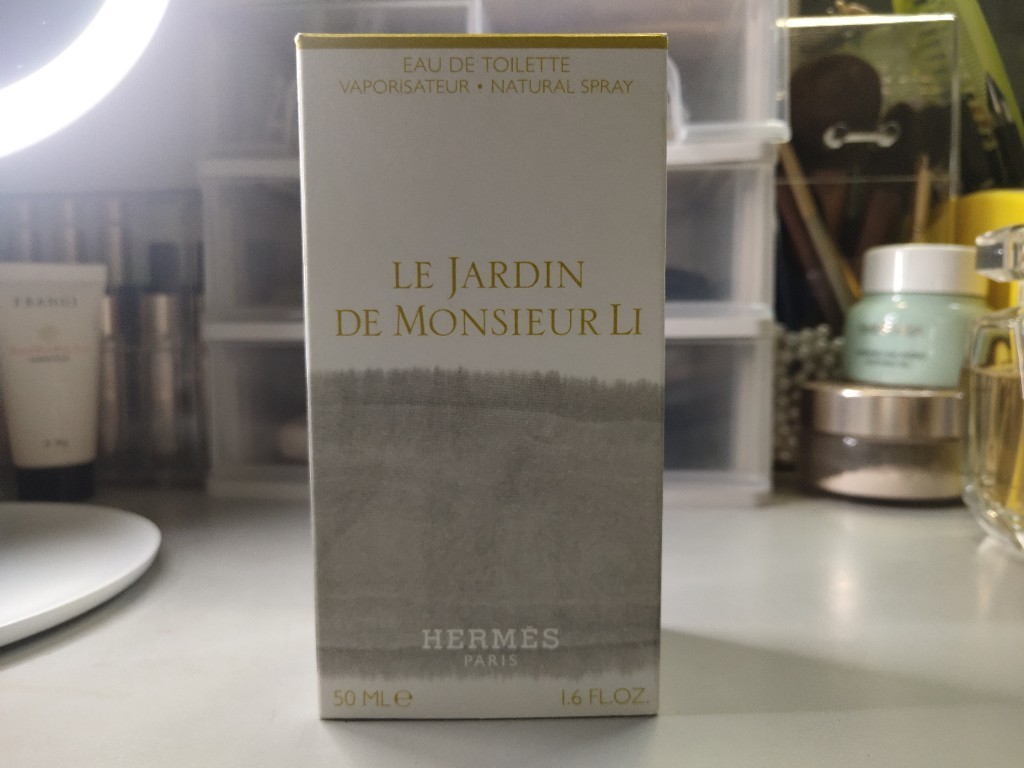 EAU DE TOILETTE
VAPORISATEUR • NATURAL SPRAY
LE JARDIN
DE MONSIEUR LI
HERMÈS
PARIS
50 ML ℮
1.6 FL.OZ.